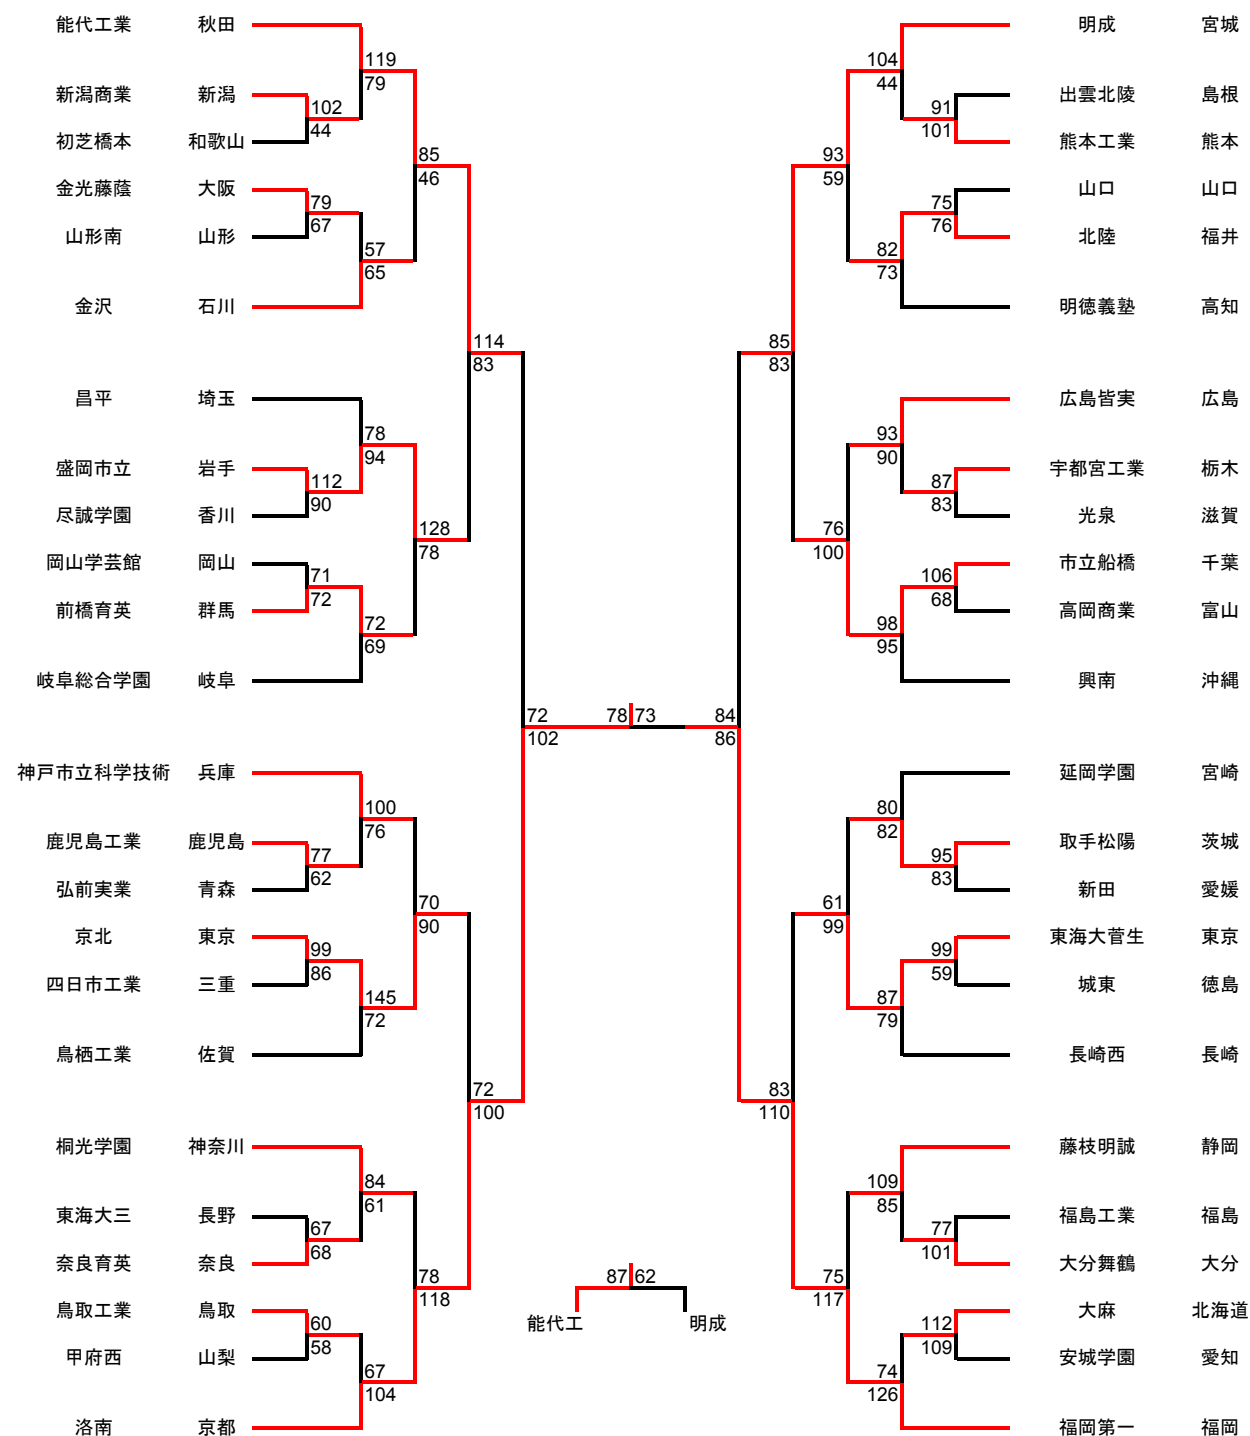 能代工業 秋田
119
79
新潟商業 新潟
102
44
初芝橋本 和歌山
85
46
金光藤蔭 大阪
79
67
山形南 山形
57
65
金沢 石川
114
83
昌平 埼玉
78
94
盛岡市立 岩手
112
90
尽誠学園 香川
128
78
岡山学芸館 岡山
71
72
前橋育英 群馬
72
69
岐阜総合学園 岐阜
72
102
神戸市立科学技術 兵庫
100
76
鹿児島工業 鹿児島
77
62
弘前実業 青森
70
90
京北 東京
99
86
四日市工業 三重
145
72
鳥栖工業 佐賀
72
100
桐光学園 神奈川
84
61
東海大三 長野
67
68
奈良育英 奈良
78
118
鳥取工業 鳥取
60
58
甲府西 山梨
67
104
洛南 京都
78 73
87 62
能代工 明成
明成 宮城
104
44
出雲北陵 島根
91
101
熊本工業 熊本
93
59
山口 山口
75
76
北陸 福井
82
73
明徳義塾 高知
85
83
広島皆実 広島
93
90
宇都宮工業 栃木
87
83
光泉 滋賀
76
100
市立船橋 千葉
106
68
高岡商業 富山
98
95
興南 沖縄
84
86
延岡学園 宮崎
80
82
取手松陽 茨城
95
83
新田 愛媛
61
99
東海大菅生 東京
99
59
城東 徳島
87
79
長崎西 長崎
83
110
藤枝明誠 静岡
109
85
福島工業 福島
77
101
大分舞鶴 大分
75
117
大麻 北海道
112
109
安城学園 愛知
74
126
福岡第一 福岡